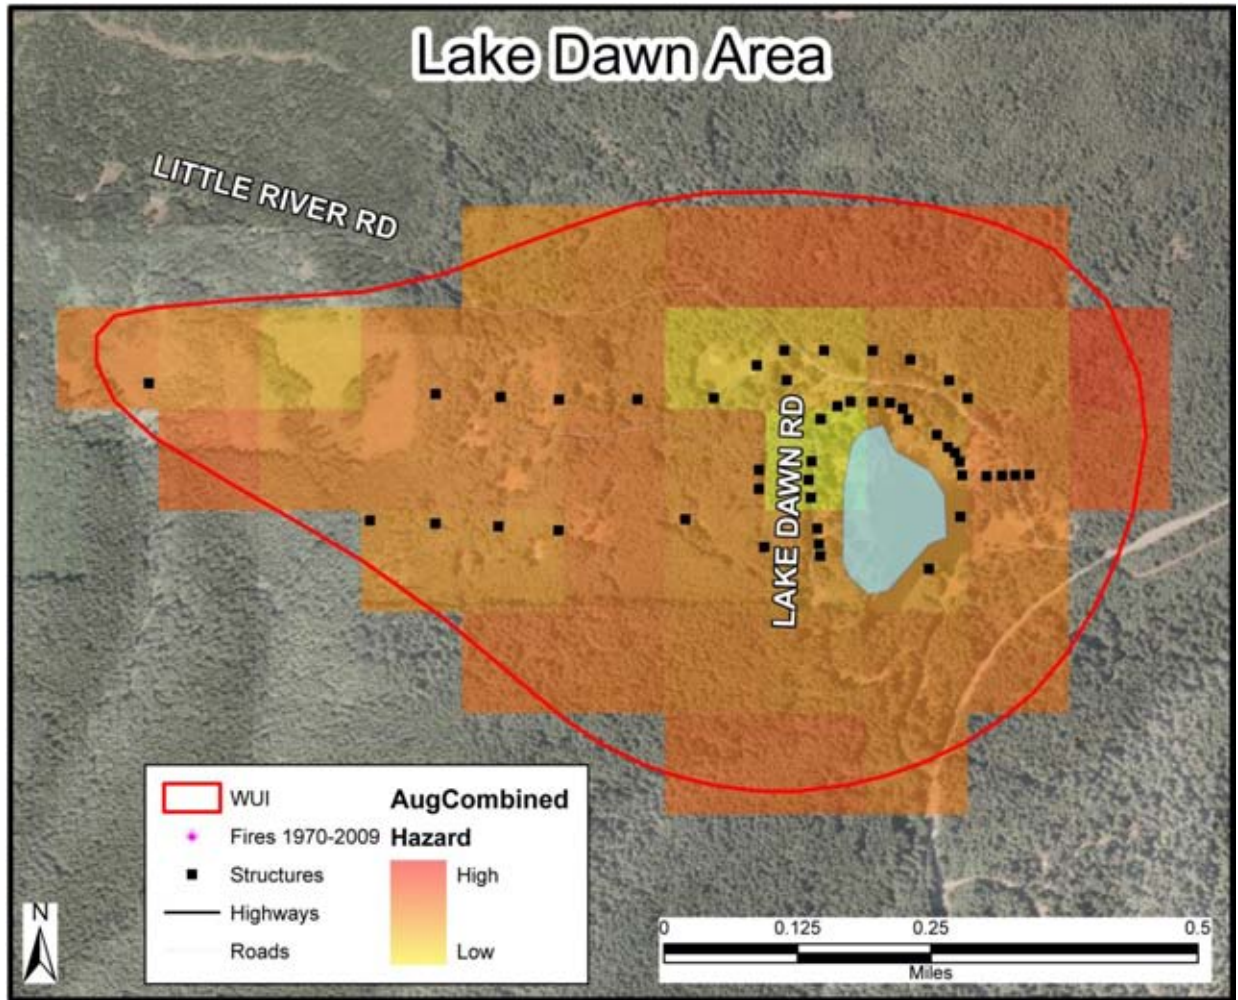 Lake Dawn Area
LITTLE RIVER RD
LAKE DAWN RD
WUI
Fires 1970-2009
Structures
Highways
Roads
AugCombined
Hazard
High
Low
N
0 0.125 0.25 0.5
Miles